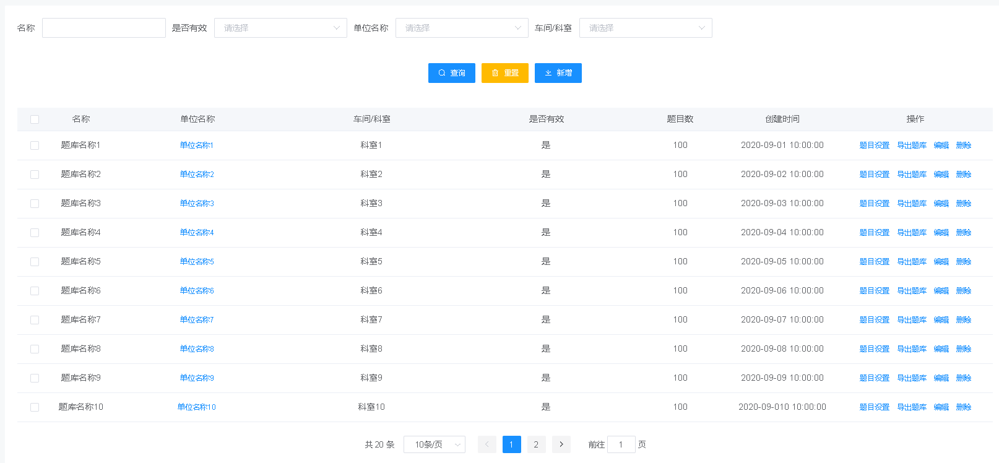 名称 是否有效 请选择 单位名称 请选择 车间/科室 请选择
查询 重置 新增
名称 单位名称 车间/科室 是否有效 题目数 创建时间 操作
题库名称1 单位名称1 科室1 是 100 2020-09-01 10:00:00 题目设置 导出题库 编辑 删除
题库名称2 单位名称2 科室2 是 100 2020-09-02 10:00:00 题目设置 导出题库 编辑 删除
题库名称3 单位名称3 科室3 是 100 2020-09-03 10:00:00 题目设置 导出题库 编辑 删除
题库名称4 单位名称4 科室4 是 100 2020-09-04 10:00:00 题目设置 导出题库 编辑 删除
题库名称5 单位名称5 科室5 是 100 2020-09-05 10:00:00 题目设置 导出题库 编辑 删除
题库名称6 单位名称6 科室6 是 100 2020-09-06 10:00:00 题目设置 导出题库 编辑 删除
题库名称7 单位名称7 科室7 是 100 2020-09-07 10:00:00 题目设置 导出题库 编辑 删除
题库名称8 单位名称8 科室8 是 100 2020-09-08 10:00:00 题目设置 导出题库 编辑 删除
题库名称9 单位名称9 科室9 是 100 2020-09-09 10:00:00 题目设置 导出题库 编辑 删除
题库名称10 单位名称10 科室10 是 100 2020-09-010 10:00:00 题目设置 导出题库 编辑 删除
共 20 条 10条/页 1 2 前往 1 页